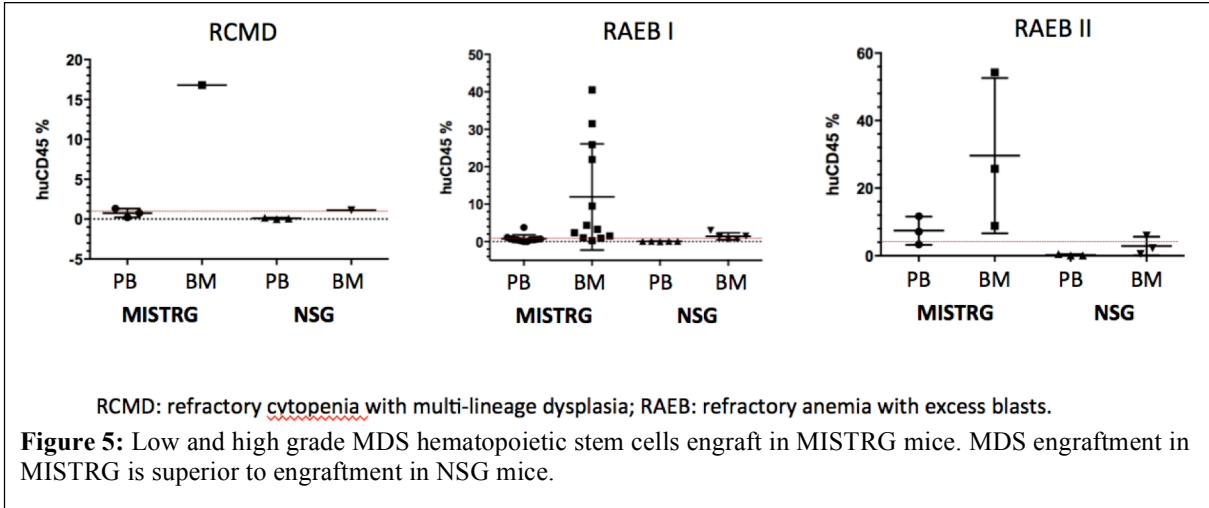 RCMD
huCD45 %
20
15
10
5
0
-5
PB BM PB BM
MISTRG NSG
RAEB I
huCD45 %
50
40
30
20
10
0
PB BM PB BM
MISTRG NSG
RAEB II
huCD45 %
60
40
20
0
PB BM PB BM
MISTRG NSG
RCMD: refractory cytopenia with multi-lineage dysplasia; RAEB: refractory anemia with excess blasts.
Figure 5: Low and high grade MDS hematopoietic stem cells engraft in MISTRG mice. MDS engraftment in
MISTRG is superior to engraftment in NSG mice.